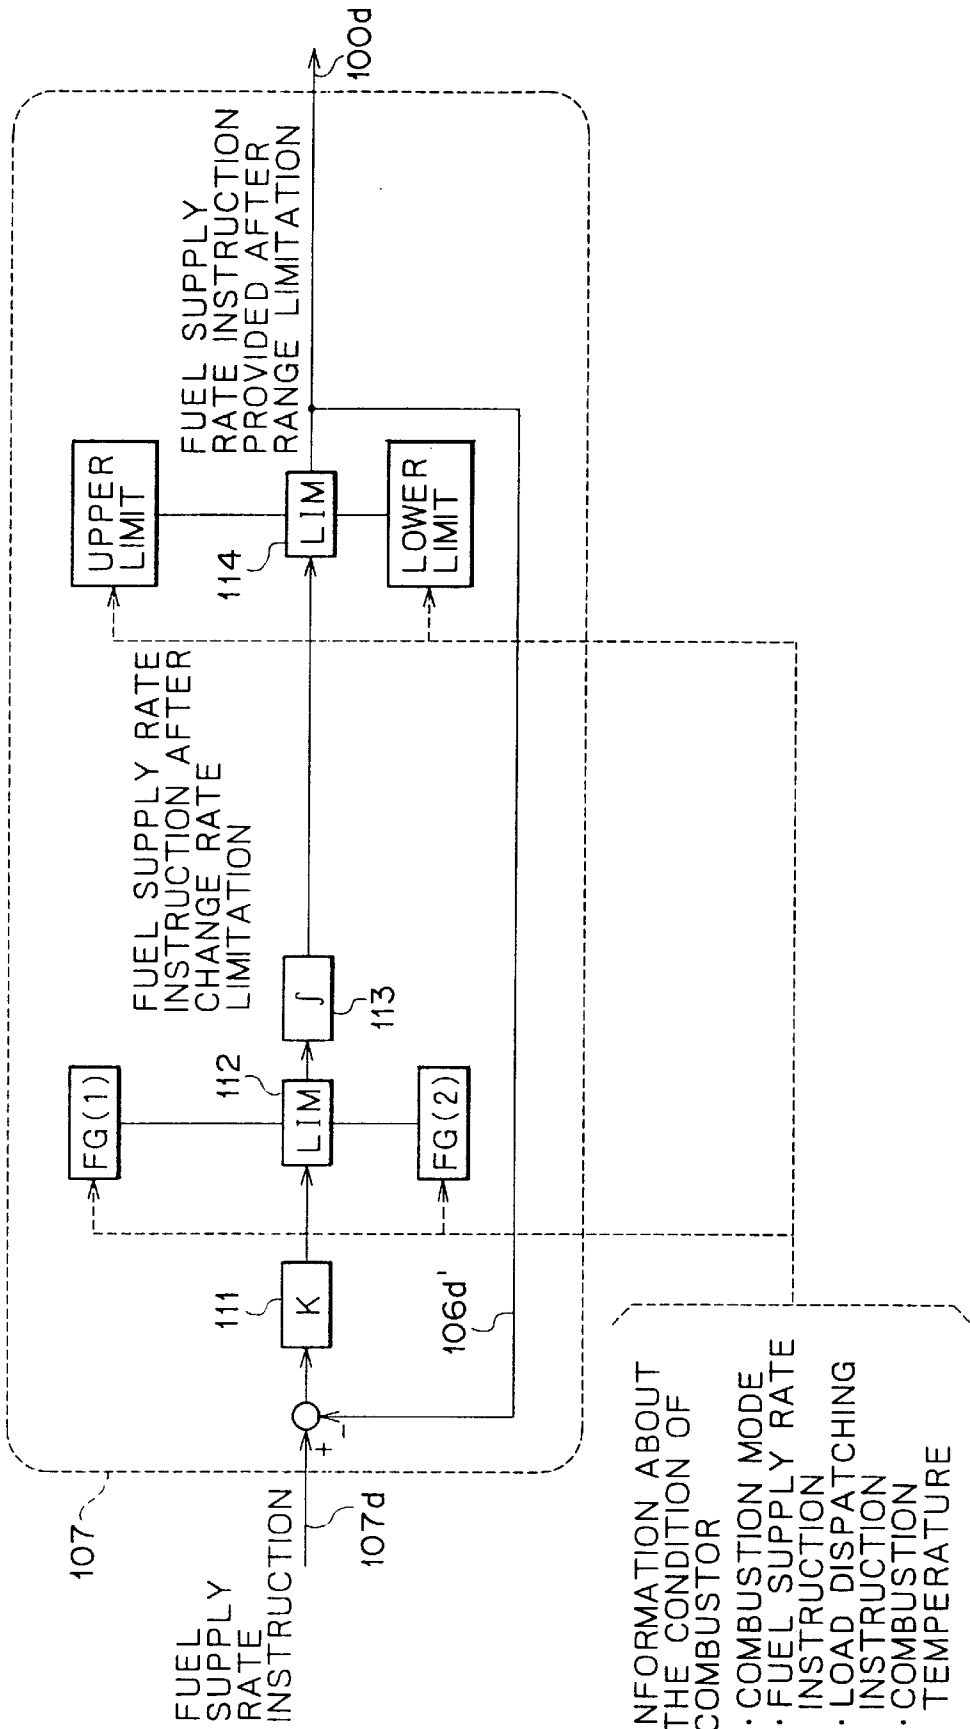 FUEL
SUPPLY
RATE
INSTRUCTION
107d
107
+
-
111
K
106d'
FG(1)
112
LIM
FG(2)
∫
113
FUEL SUPPLY RATE
INSTRUCTION AFTER
CHANGE RATE
LIMITATION
UPPER
LIMIT
114
LIM
LOWER
LIMIT
FUEL SUPPLY
RATE INSTRUCTION
PROVIDED AFTER
RANGE LIMITATION
100d
NFORMATION ABOUT
THE CONDITION OF
COMBUSTOR
· COMBUSTION MODE
· FUEL SUPPLY RATE
INSTRUCTION
· LOAD DISPATCHING
INSTRUCTION
· COMBUSTION
TEMPERATURE